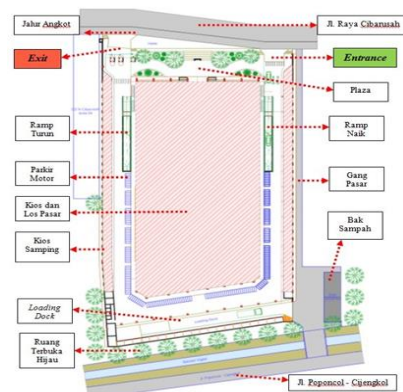 Jalur Angkot
Jl. Raya Cibarusah
Exit
Entrance
Plaza
Ramp
Turun
Ramp
Naik
Parkir
Motor
Gang
Pasar
Kios dan
Los Pasar
Bak
Sampah
Kios
Samping
Loading
Dock
Ruang
Terbuka
Hijau
Jl. Poponcol - Cijengkol